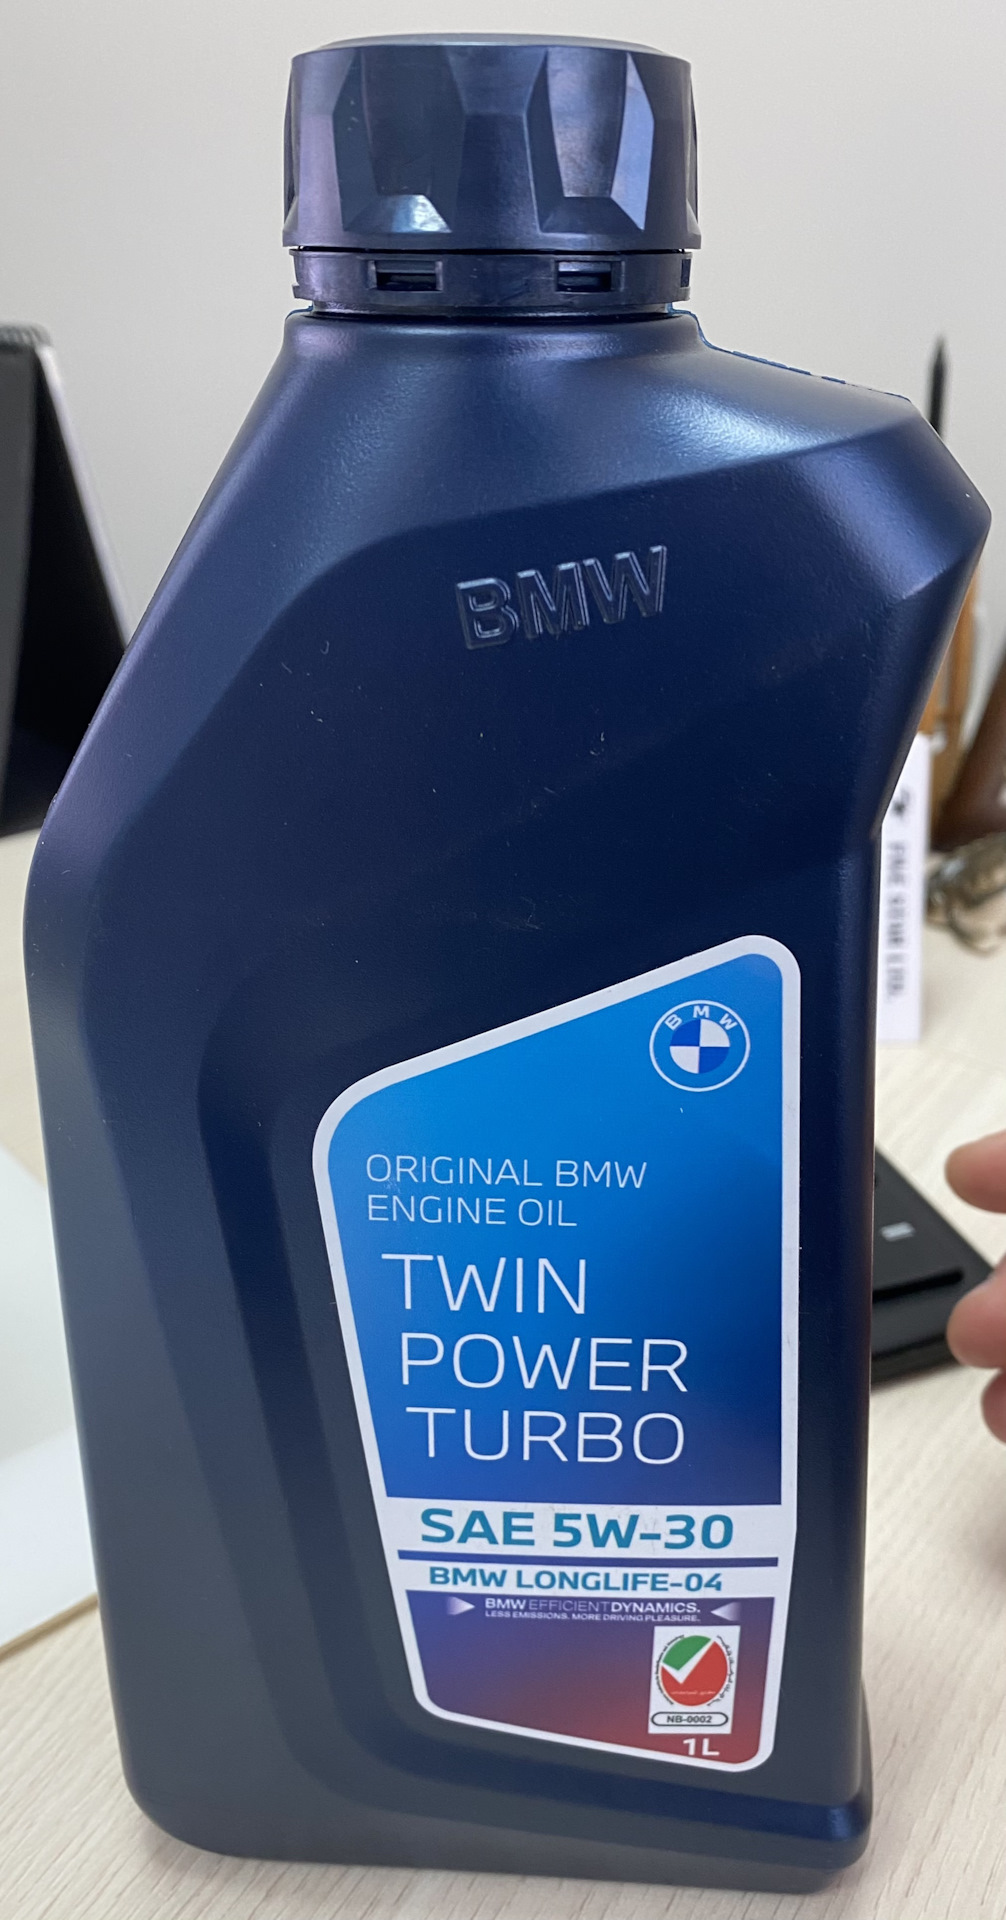 BMW
BMW
ORIGINAL BMW
ENGINE OIL
TWIN
POWER
TURBO
SAE 5W-30
BMW LONGLIFE-04
BMW EFFICIENTDYNAMICS.
LESS EMISSIONS. MORE DRIVING PLEASURE.
NB-0002
1L